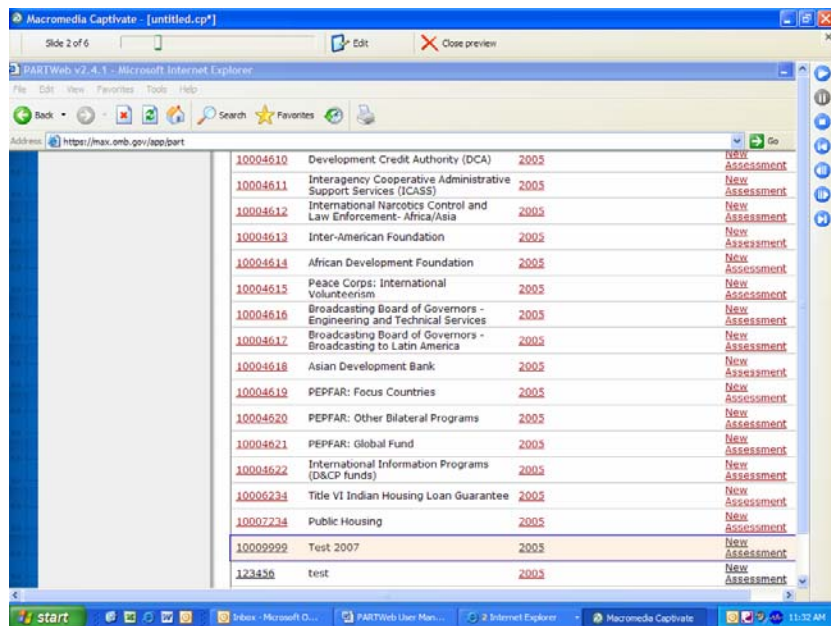 Macromedia Captivate - [untitled.cp*]
Slide 2 of 6 Edit Close preview
PARTWeb v2.4.1 - Microsoft Internet Explorer
File Edit View Favorites Tools Help
Back Search Favorites
Address https://max.omb.gov/app/part Go
10004610 Development Credit Authority (DCA) 2005 New Assessment
10004611 Interagency Cooperative Administrative Support Services (ICASS) 2005 New Assessment
10004612 International Narcotics Control and Law Enforcement- Africa/Asia 2005 New Assessment
10004613 Inter-American Foundation 2005 New Assessment
10004614 African Development Foundation 2005 New Assessment
10004615 Peace Corps: International Volunteerism 2005 New Assessment
10004616 Broadcasting Board of Governors - Engineering and Technical Services 2005 New Assessment
10004617 Broadcasting Board of Governors - Broadcasting to Latin America 2005 New Assessment
10004618 Asian Development Bank 2005 New Assessment
10004619 PEPFAR: Focus Countries 2005 New Assessment
10004620 PEPFAR: Other Bilateral Programs 2005 New Assessment
10004621 PEPFAR: Global Fund 2005 New Assessment
10004622 International Information Programs (D&CP funds) 2005 New Assessment
10006234 Title VI Indian Housing Loan Guarantee 2005 New Assessment
10007234 Public Housing 2005 New Assessment
10009999 Test 2007 2005 New Assessment
123456 test 2005 New Assessment
start Inbox - Microsoft O... PARTWeb User Man... 2 Internet Explorer Macromedia Captivate 11:32 AM